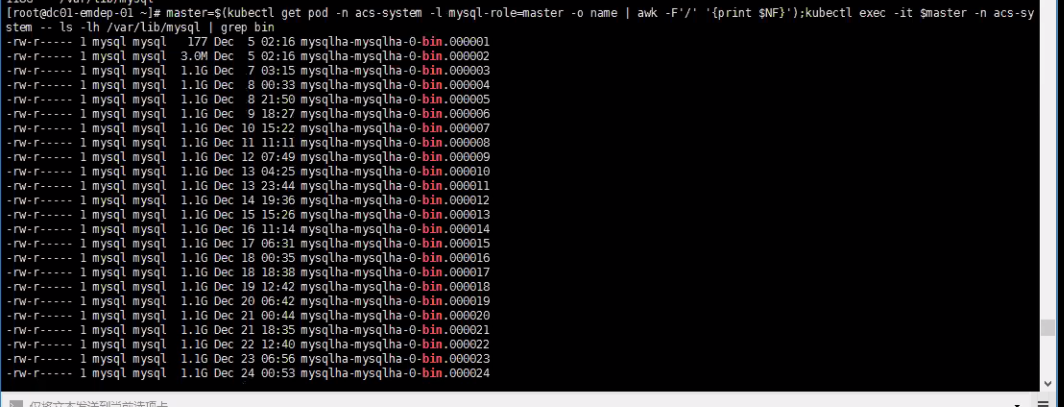 [root@dc01-emdep-01 ~]# master=$(kubectl get pod -n acs-system -l mysql-role=master -o name | awk -F'/' '{print $NF}');kubectl exec -it $master -n acs-sy
stem -- ls -lh /var/lib/mysql | grep bin
-rw-r----- 1 mysql mysql  177 Dec  5 02:16 mysqlha-mysqlha-0-bin.000001
-rw-r----- 1 mysql mysql 3.0M Dec  5 02:16 mysqlha-mysqlha-0-bin.000002
-rw-r----- 1 mysql mysql 1.1G Dec  7 03:15 mysqlha-mysqlha-0-bin.000003
-rw-r----- 1 mysql mysql 1.1G Dec  8 00:33 mysqlha-mysqlha-0-bin.000004
-rw-r----- 1 mysql mysql 1.1G Dec  8 21:50 mysqlha-mysqlha-0-bin.000005
-rw-r----- 1 mysql mysql 1.1G Dec  9 18:27 mysqlha-mysqlha-0-bin.000006
-rw-r----- 1 mysql mysql 1.1G Dec 10 15:22 mysqlha-mysqlha-0-bin.000007
-rw-r----- 1 mysql mysql 1.1G Dec 11 11:11 mysqlha-mysqlha-0-bin.000008
-rw-r----- 1 mysql mysql 1.1G Dec 12 07:49 mysqlha-mysqlha-0-bin.000009
-rw-r----- 1 mysql mysql 1.1G Dec 13 04:25 mysqlha-mysqlha-0-bin.000010
-rw-r----- 1 mysql mysql 1.1G Dec 13 23:44 mysqlha-mysqlha-0-bin.000011
-rw-r----- 1 mysql mysql 1.1G Dec 14 19:36 mysqlha-mysqlha-0-bin.000012
-rw-r----- 1 mysql mysql 1.1G Dec 15 15:26 mysqlha-mysqlha-0-bin.000013
-rw-r----- 1 mysql mysql 1.1G Dec 16 11:14 mysqlha-mysqlha-0-bin.000014
-rw-r----- 1 mysql mysql 1.1G Dec 17 06:31 mysqlha-mysqlha-0-bin.000015
-rw-r----- 1 mysql mysql 1.1G Dec 18 00:35 mysqlha-mysqlha-0-bin.000016
-rw-r----- 1 mysql mysql 1.1G Dec 18 18:38 mysqlha-mysqlha-0-bin.000017
-rw-r----- 1 mysql mysql 1.1G Dec 19 12:42 mysqlha-mysqlha-0-bin.000018
-rw-r----- 1 mysql mysql 1.1G Dec 20 06:42 mysqlha-mysqlha-0-bin.000019
-rw-r----- 1 mysql mysql 1.1G Dec 21 00:44 mysqlha-mysqlha-0-bin.000020
-rw-r----- 1 mysql mysql 1.1G Dec 21 18:35 mysqlha-mysqlha-0-bin.000021
-rw-r----- 1 mysql mysql 1.1G Dec 22 12:40 mysqlha-mysqlha-0-bin.000022
-rw-r----- 1 mysql mysql 1.1G Dec 23 06:56 mysqlha-mysqlha-0-bin.000023
-rw-r----- 1 mysql mysql 1.1G Dec 24 00:53 mysqlha-mysqlha-0-bin.000024